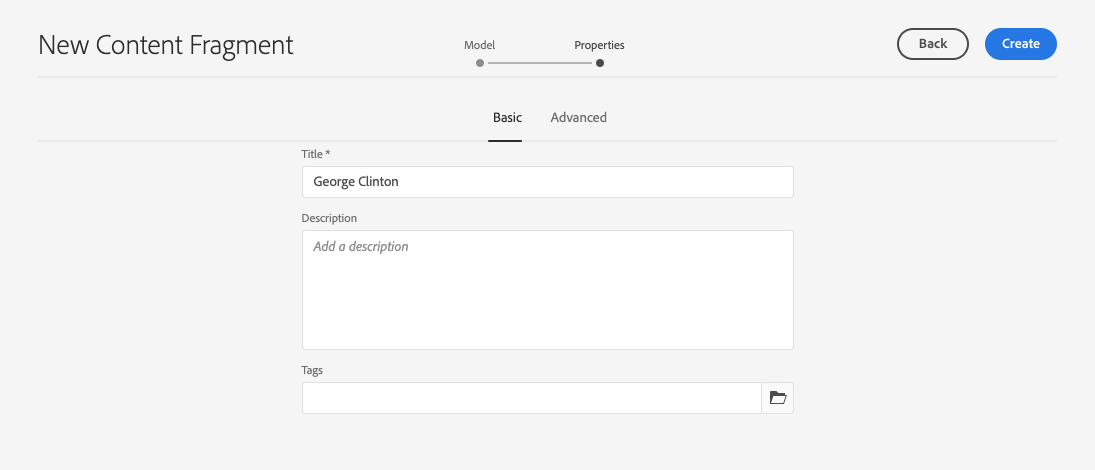 New Content Fragment
Model
Properties
Back
Create
Basic
Advanced
Title *
George Clinton
Description
Add a description
Tags